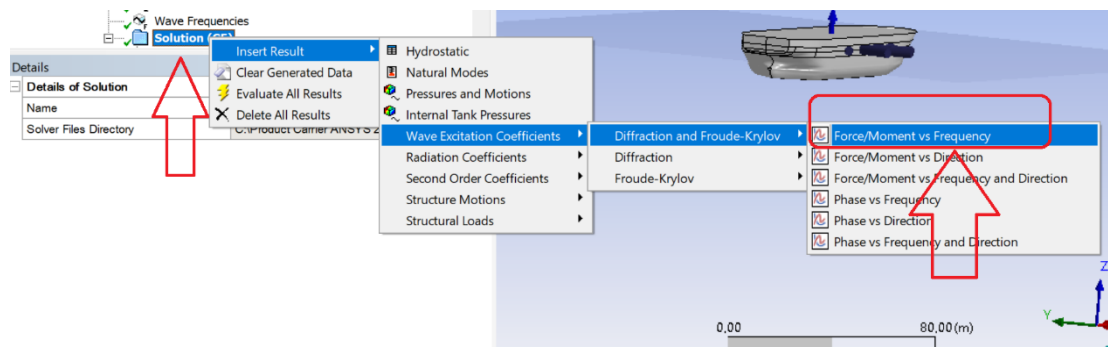 Wave Frequencies
Solution (C5)
Details
Details of Solution
Name
Solver Files Directory
C:\Product Carrier ANSYS 2
Insert Result
Clear Generated Data
Evaluate All Results
Delete All Results
Hydrostatic
Natural Modes
Pressures and Motions
Internal Tank Pressures
Wave Excitation Coefficients
Radiation Coefficients
Second Order Coefficients
Structure Motions
Structural Loads
Diffraction and Froude-Krylov
Diffraction
Froude-Krylov
Force/Moment vs Frequency
Force/Moment vs Direction
Force/Moment vs Frequency and Direction
Phase vs Frequency
Phase vs Direction
Phase vs Frequency and Direction
Z
Y
0,00 80,00 (m)